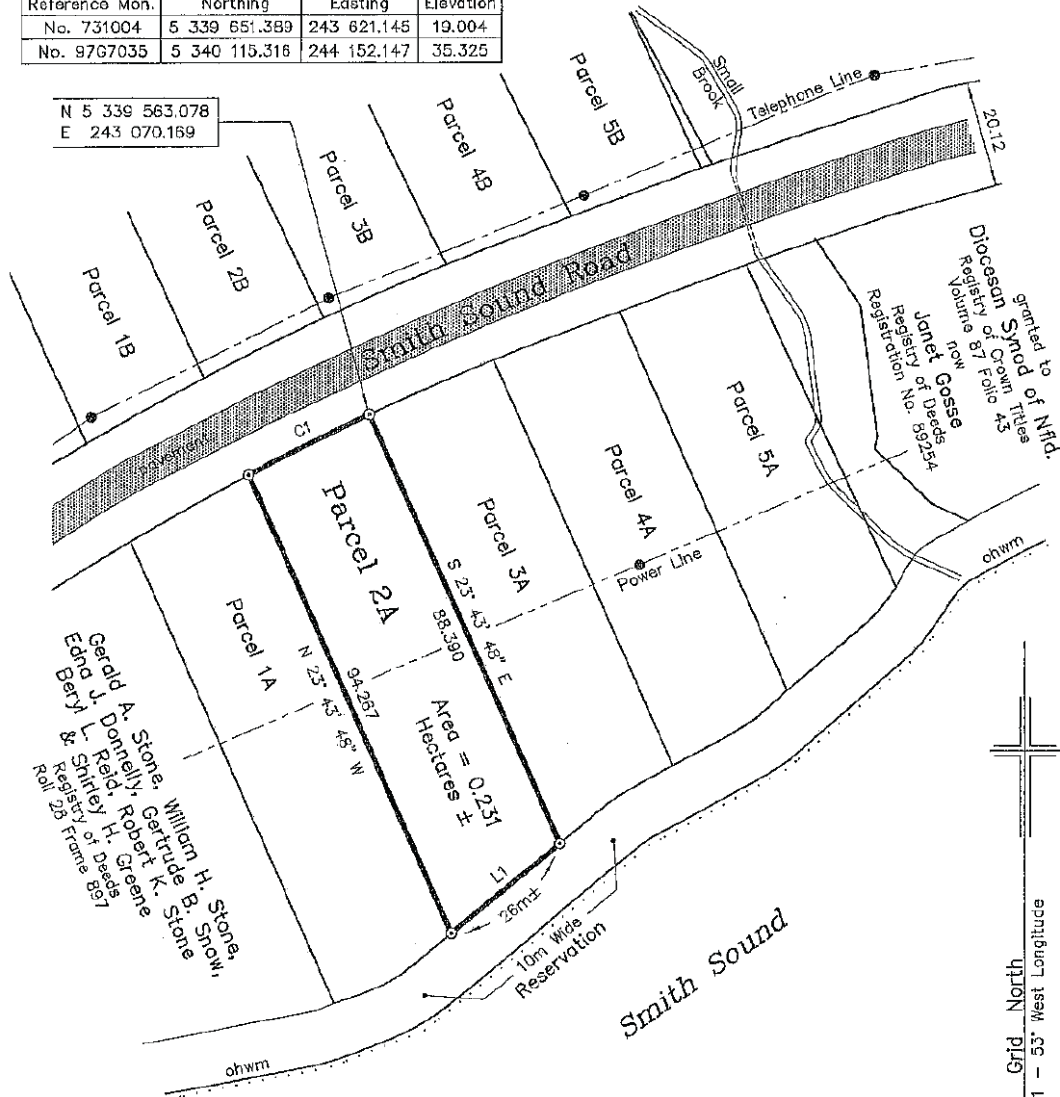 Reference Mon. Northing Easting Elevation
No. 731004 5 339 651.389 243 621.145 19.004
No. 97G7035 5 340 115.316 244 152.147 35.325
N 5 339 563.078
E 243 070.169
Parcel 1B
Parcel 2B
Parcel 3B
Parcel 4B
Parcel 5B
Small
Brook
Telephone Line
20.12
Smith Sound Road
pavement
C1
granted to
Diocesan Synod of Nfld.
Registry of Crown Titles
Volume 87 Folio 43
now
Janet Gosse
Registry of Deeds
Registration No. 89254
Parcel 1A
Parcel 2A
Parcel 3A
Parcel 4A
Parcel 5A
Power Line
S 23° 43' 48" E
88.390
94.267
N 23° 43' 48" W
Area = 0.231
Hectares ±
L1
26m±
10m Wide
Reservation
ohwm
ohwm
Smith Sound
Gerald A. Stone, William H. Stone,
Edna J. Donnelly, Gertrude B. Snow,
Beryl L. Reid, Robert K. Stone
& Shirley H. Greene
Registry of Deeds
Roll 28 Frame 897
Grid North
1 - 53° West Longitude